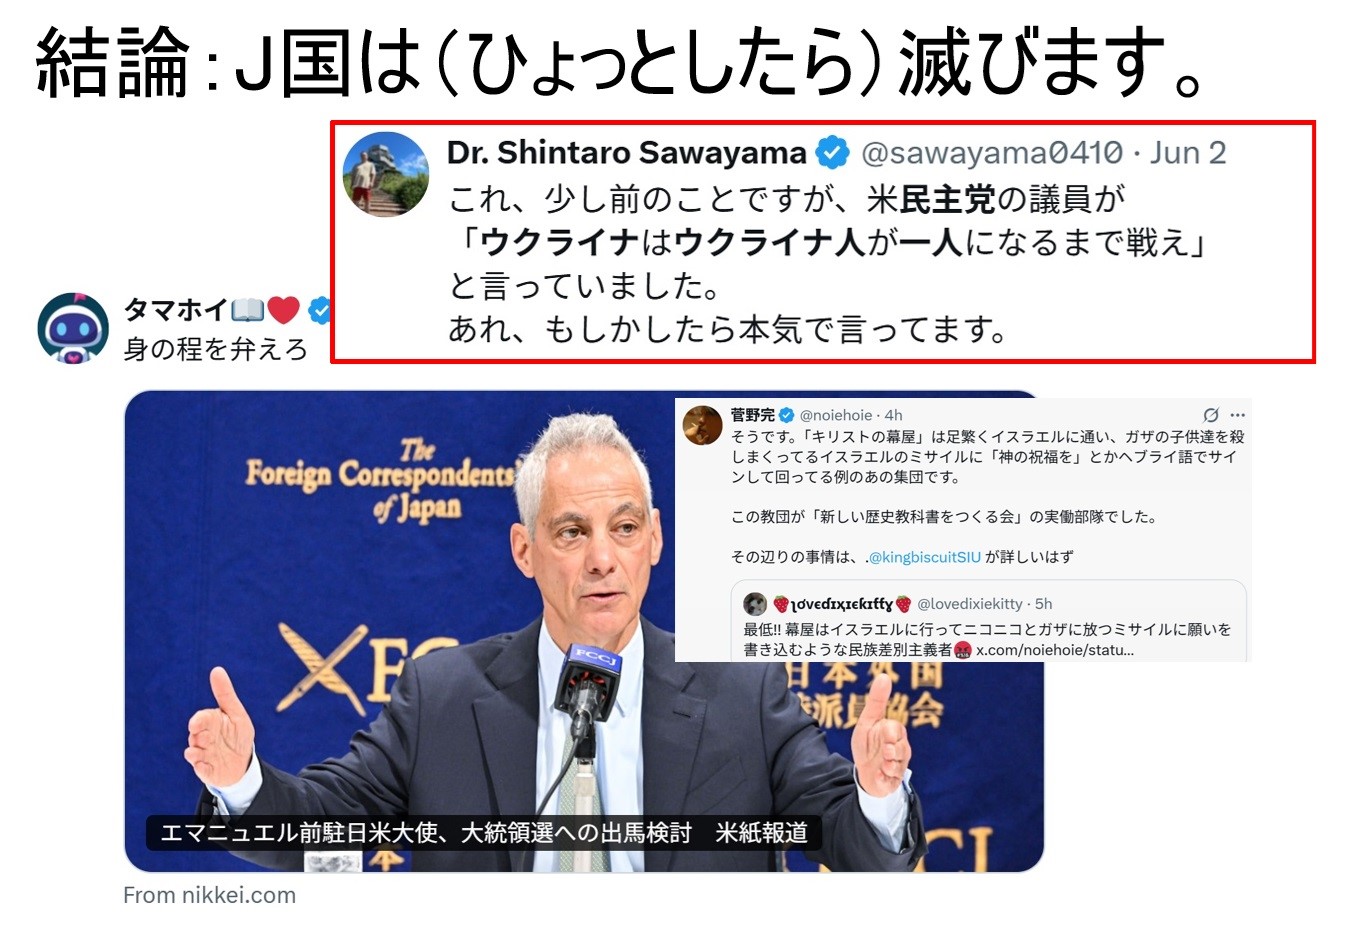 結論：J国は（ひょっとしたら）滅びます。
Dr. Shintaro Sawayama @sawayama0410 · Jun 2
これ、少し前のことですが、米民主党の議員が
「ウクライナはウクライナ人が一人になるまで戦え」
と言っていました。
あれ、もしかしたら本気で言ってます。
タマホイ📖❤️
身の程を弁えろ
The
Foreign Correspondents'
of Japan
菅野完 @noiehoie · 4h
そうです。「キリストの幕屋」は足繁くイスラエルに通い、ガザの子供達を殺
しまくってるイスラエルのミサイルに「神の祝福を」とかヘブライ語でサイ
ンして回ってる例のあの集団です。
この教団が「新しい歴史教科書をつくる会」の実働部隊でした。
その辺りの事情は、.@kingbiscuitSIU が詳しいはず
🍓ʅơvєdıxıєkıffγ🍓 @lovedixiekitty · 5h
最低!! 幕屋はイスラエルに行ってニコニコとガザに放つミサイルに願いを
書き込むような民族差別主義者🤬 x.com/noiehoie/statu...
FCCJ
日本外国
特派員協会
エマニュエル前駐日米大使、大統領選への出馬検討　米紙報道
From nikkei.com